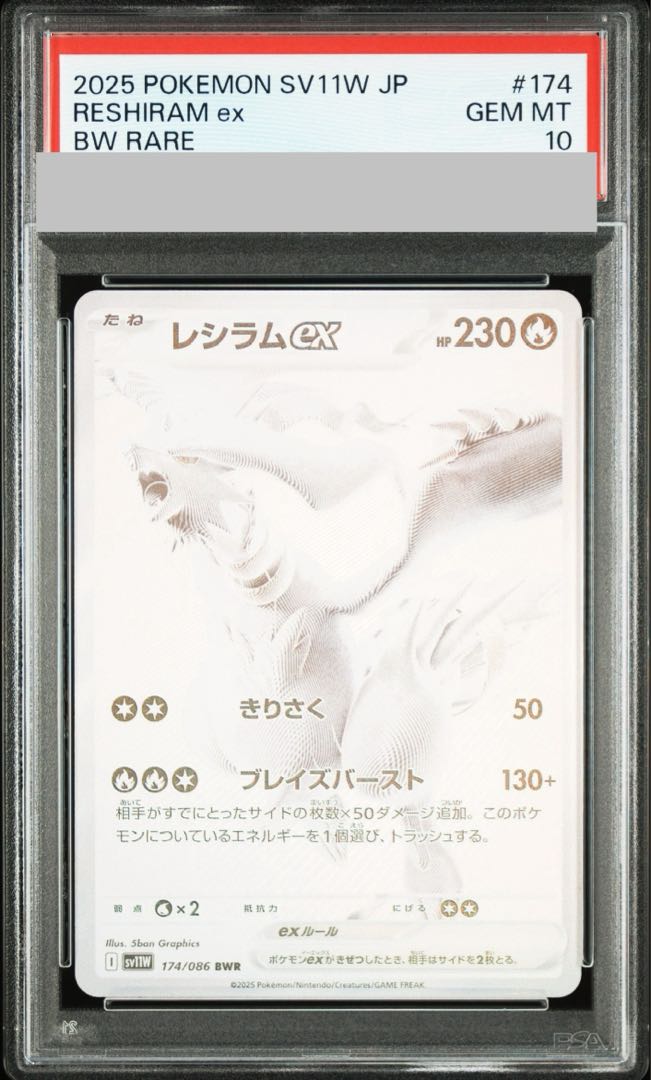 2025 POKEMON SV11W JP #174
RESHIRAM ex GEM MT
BW RARE 10
たね レシラムex HP 230
きりさく 50
ブレイズバースト 130+
相手がすでにとったサイドの枚数×50ダメージ追加。このポケ
モンについているエネルギーを1個選び、トラッシュする。
弱点 ×2 抵抗力 にげる
exルール
Illus. 5ban Graphics
I sv11W 174/086 BWR ポケモンexがきぜつしたとき、相手はサイドを2枚とる。
©2025 Pokémon/Nintendo/Creatures/GAME FREAK
PSA